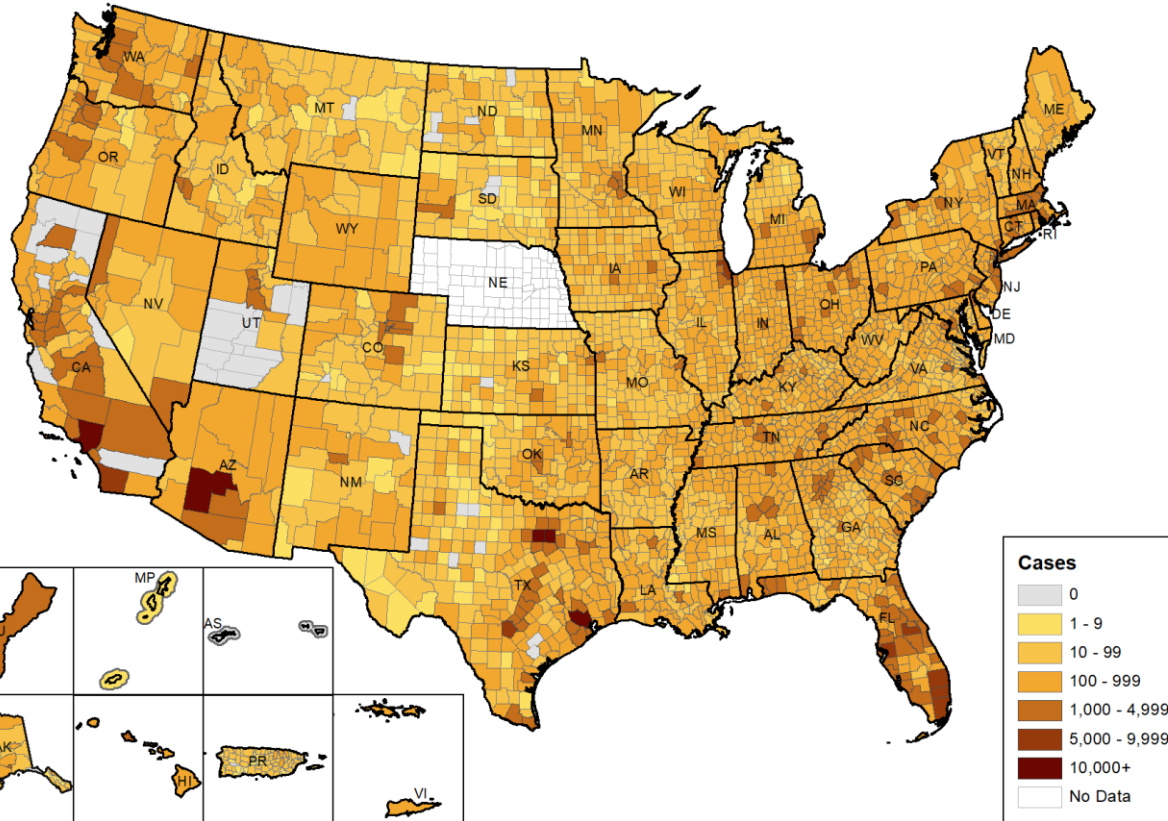 WA
MT
ND
MN
ME
OR
ID
SD
WI
VT
NH
WY
MI
NY
MA
CT
RI
IA
NE
PA
NV
UT
OH
NJ
CO
IL
IN
DE
WV
MD
CA
KS
MO
KY
VA
TN
NC
AZ
NM
OK
AR
SC
MS
AL
GA
TX
LA
FL
MP
AS
AK
HI
PR
VI
Cases
0
1 - 9
10 - 99
100 - 999
1,000 - 4,999
5,000 - 9,999
10,000+
No Data